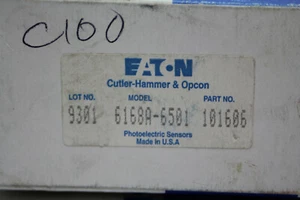 C100
EATON
Cutler-Hammer & Opcon
LOT NO. MODEL PART NO.
9301 6168A-6501 101606
Photoelectric Sensors
Made in U.S.A